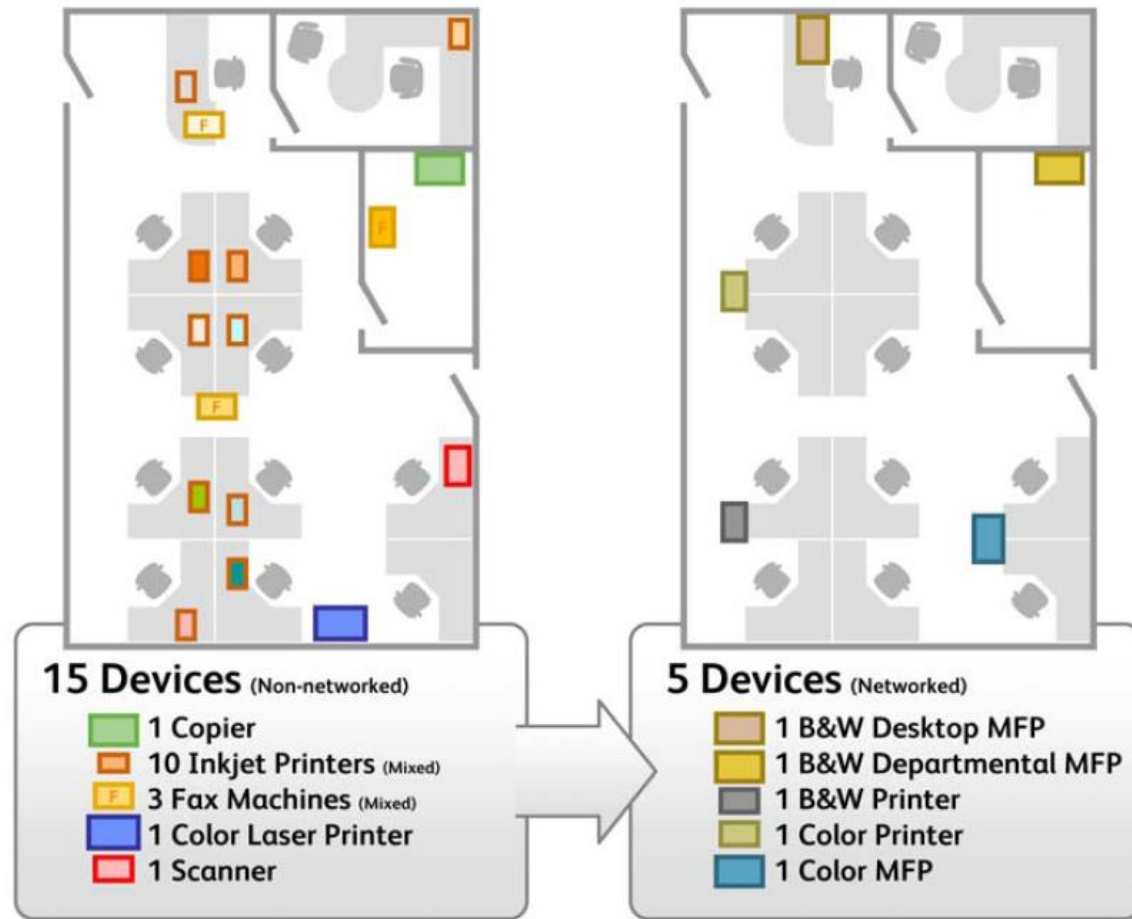 F
F
F
15 Devices (Non-networked)
1 Copier
10 Inkjet Printers (Mixed)
F 3 Fax Machines (Mixed)
1 Color Laser Printer
1 Scanner
5 Devices (Networked)
1 B&W Desktop MFP
1 B&W Departmental MFP
1 B&W Printer
1 Color Printer
1 Color MFP